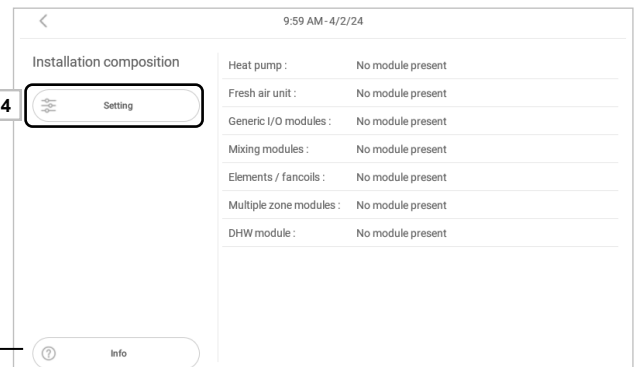 9:59 AM - 4/2/24
Installation composition
4
Setting
Heat pump : No module present
Fresh air unit : No module present
Generic I/O modules : No module present
Mixing modules : No module present
Elements / fancoils : No module present
Multiple zone modules : No module present
DHW module : No module present
? Info